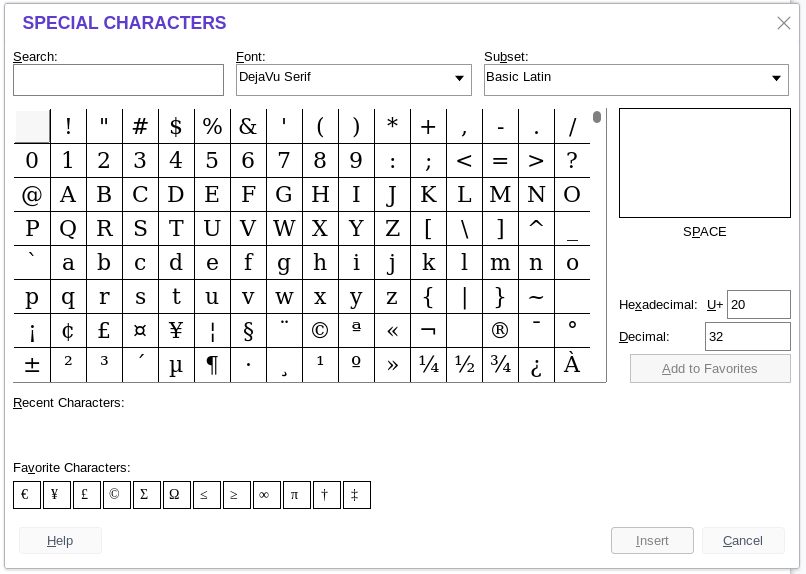 SPECIAL CHARACTERS
Search: Font: Subset:
DejaVu Serif Basic Latin
! " # $ % & ' ( ) * + , - . /
0 1 2 3 4 5 6 7 8 9 : ; < = > ?
@ A B C D E F G H I J K L M N O
P Q R S T U V W X Y Z [ \ ] ^ _
` a b c d e f g h i j k l m n o
p q r s t u v w x y z { | } ~
¡ ¢ £ ¤ ¥ ¦ § ¨ © ª « ¬ ® ¯ °
± ² ³ ´ µ ¶ · ¸ ¹ º » ¼ ½ ¾ ¿ À
SPACE
Hexadecimal: U+ 20
Decimal: 32
Add to Favorites
Recent Characters:
Favorite Characters:
€ ¥ £ © Σ Ω ≤ ≥ ∞ π † ‡
Help Insert Cancel